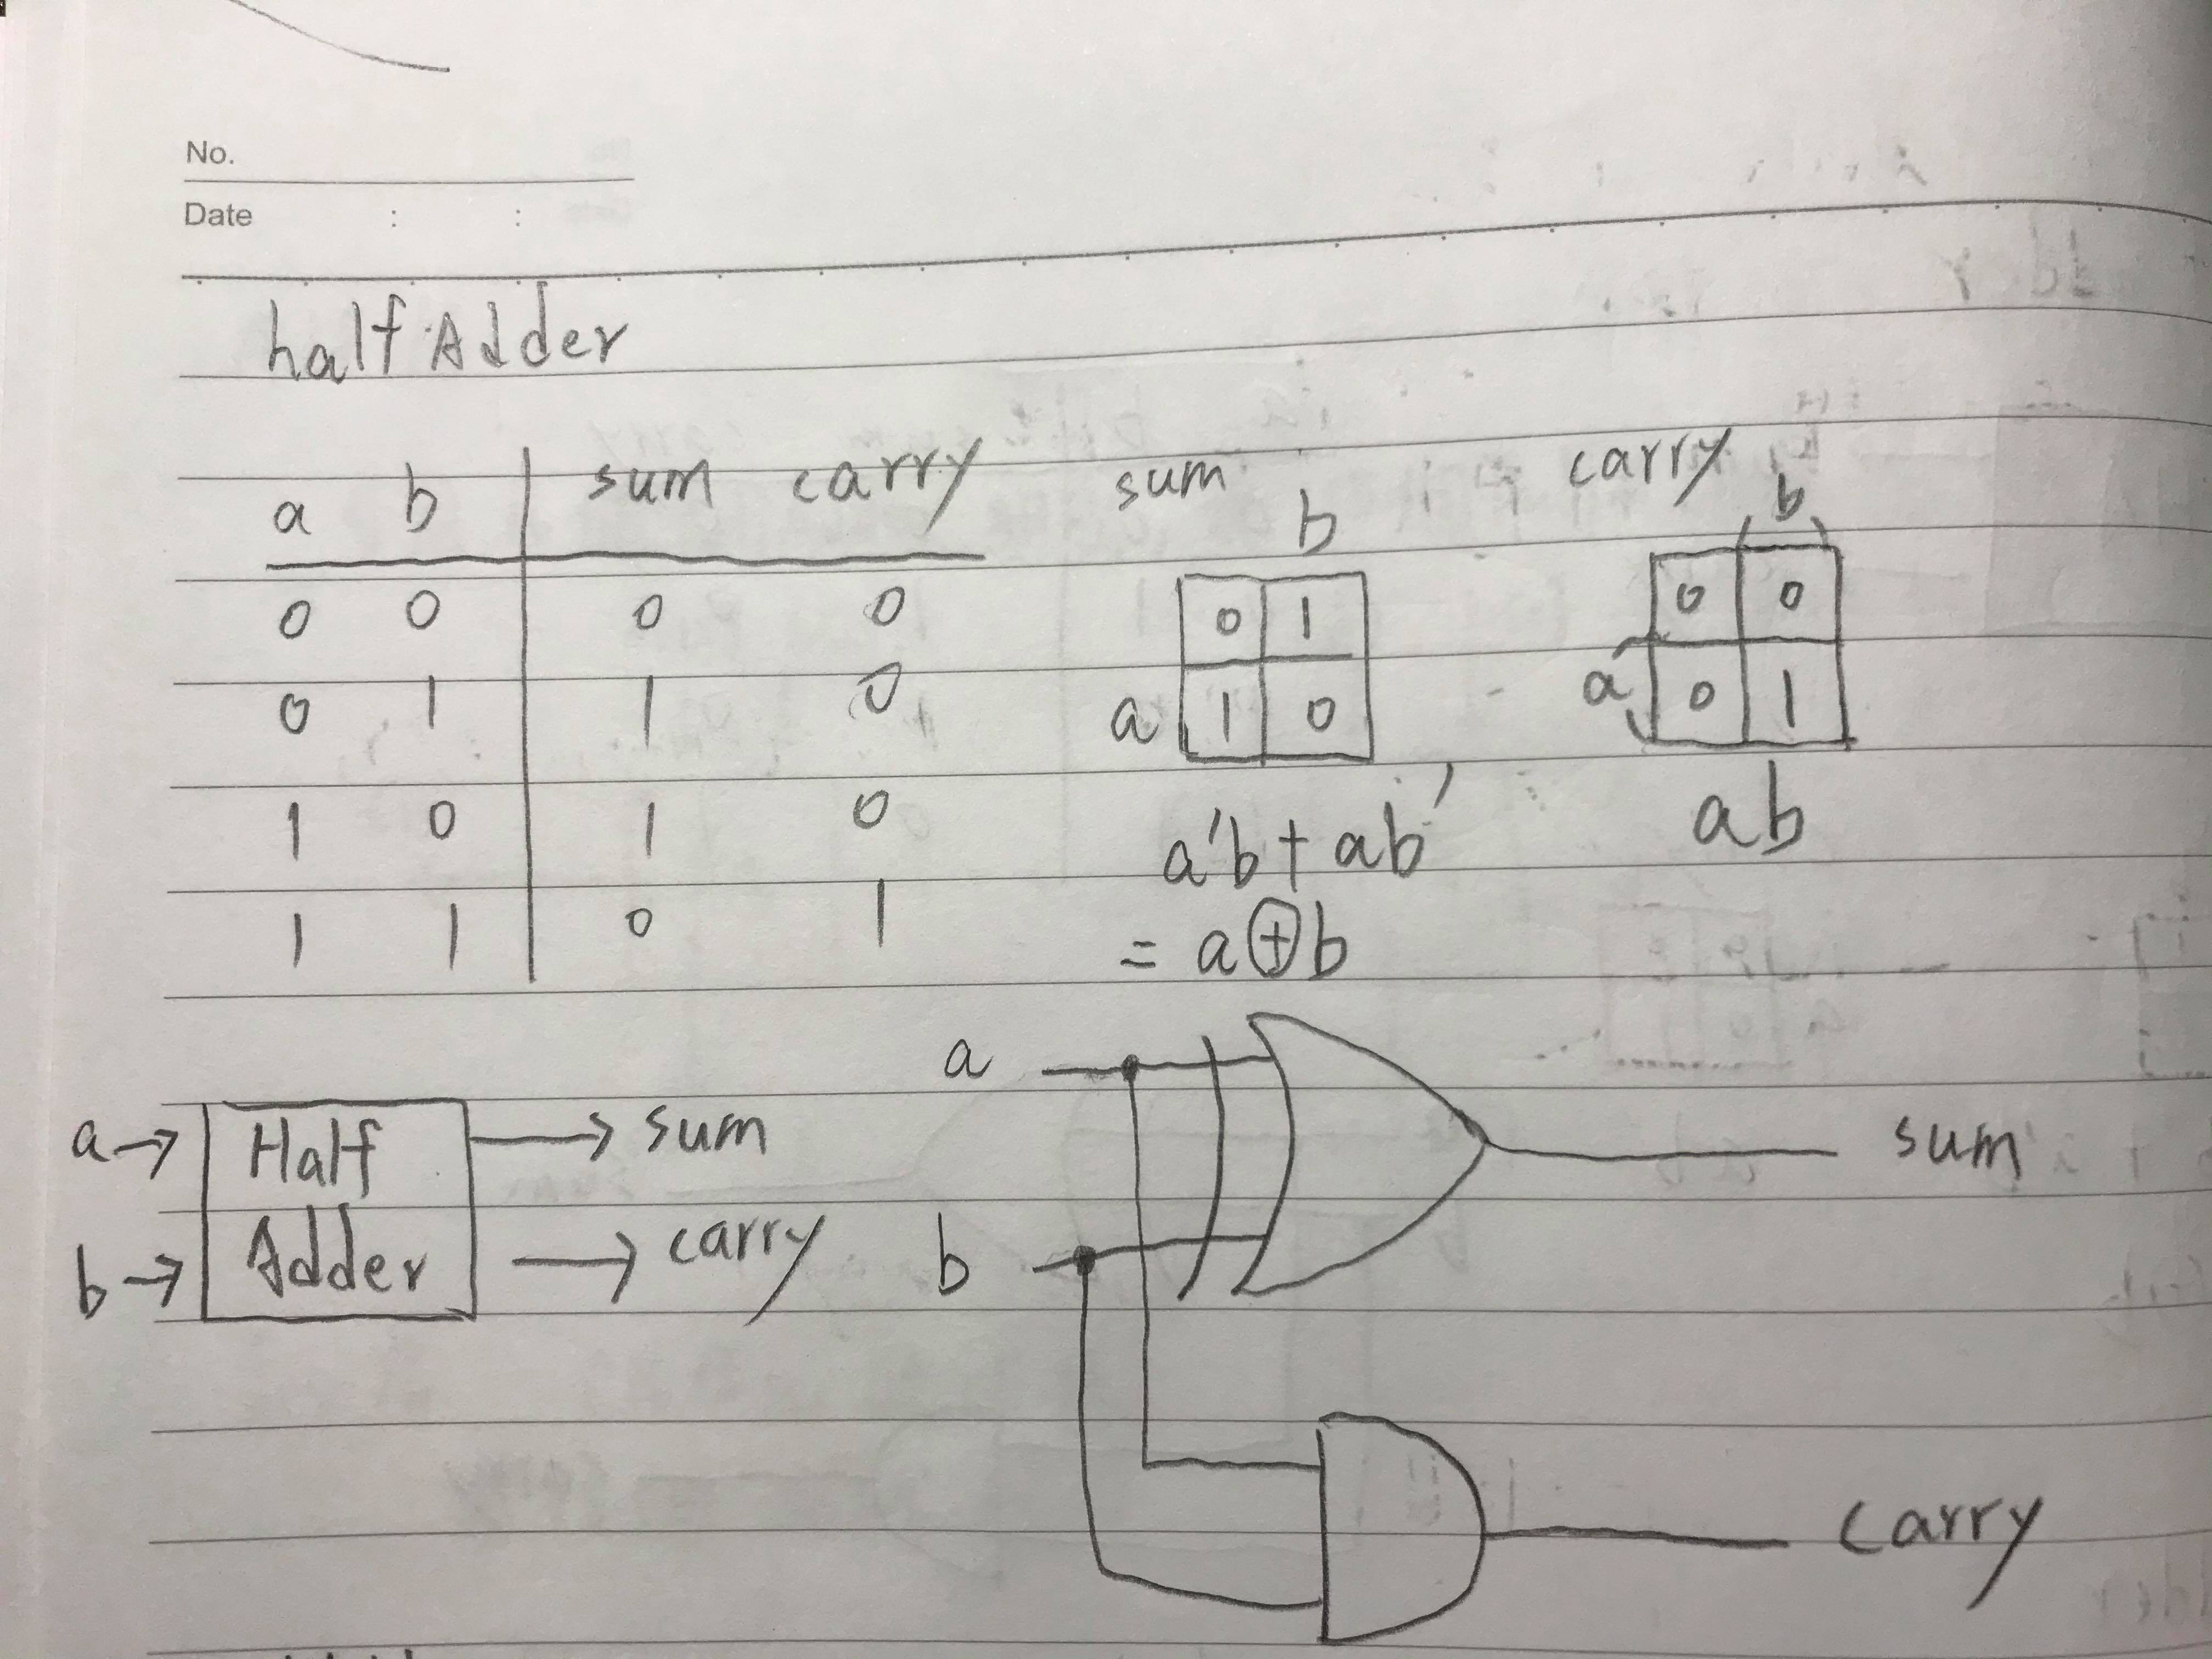 No.
Date : :
half Adder
a b sum carry
0 0 0 0
0 1 1 0
1 0 1 0
1 1 0 1
sum
b
0 1
a 1 0
a'b + ab'
= a⊕b
carry
b
0 0
a 0 1
ab
a → Half → sum
b → Adder → carry
a
b
sum
carry